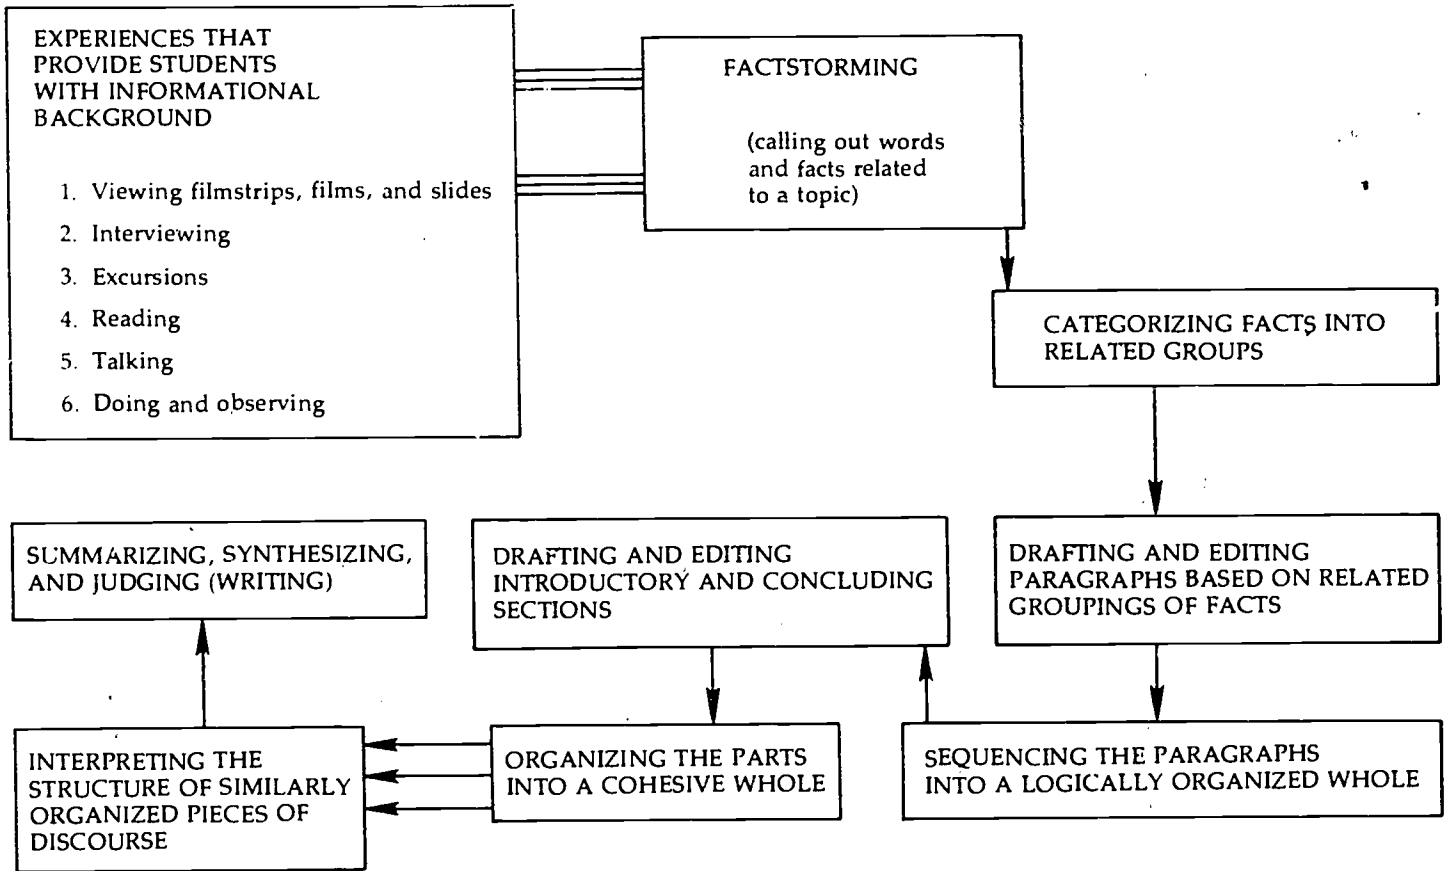 EXPERIENCES THAT
PROVIDE STUDENTS
WITH INFORMATIONAL
BACKGROUND
1. Viewing filmstrips, films, and slides
2. Interviewing
3. Excursions
4. Reading
5. Talking
6. Doing and observing
FACTSTORMING
(calling out words
and facts related
to a topic)
CATEGORIZING FACTS INTO
RELATED GROUPS
DRAFTING AND EDITING
PARAGRAPHS BASED ON RELATED
GROUPINGS OF FACTS
SEQUENCING THE PARAGRAPHS
INTO A LOGICALLY ORGANIZED WHOLE
DRAFTING AND EDITING
INTRODUCTORY AND CONCLUDING
SECTIONS
ORGANIZING THE PARTS
INTO A COHESIVE WHOLE
INTERPRETING THE
STRUCTURE OF SIMILARLY
ORGANIZED PIECES OF
DISCOURSE
SUMMARIZING, SYNTHESIZING,
AND JUDGING (WRITING)